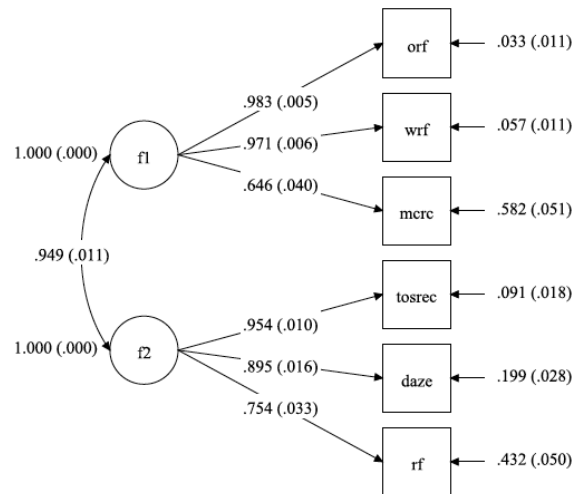 orf
.033 (.011)
.983 (.005)
wrf
.057 (.011)
1.000 (.000)
f1
.971 (.006)
.646 (.040)
mcrc
.582 (.051)
.949 (.011)
tosrec
.091 (.018)
.954 (.010)
1.000 (.000)
f2
.895 (.016)
daze
.199 (.028)
.754 (.033)
rf
.432 (.050)